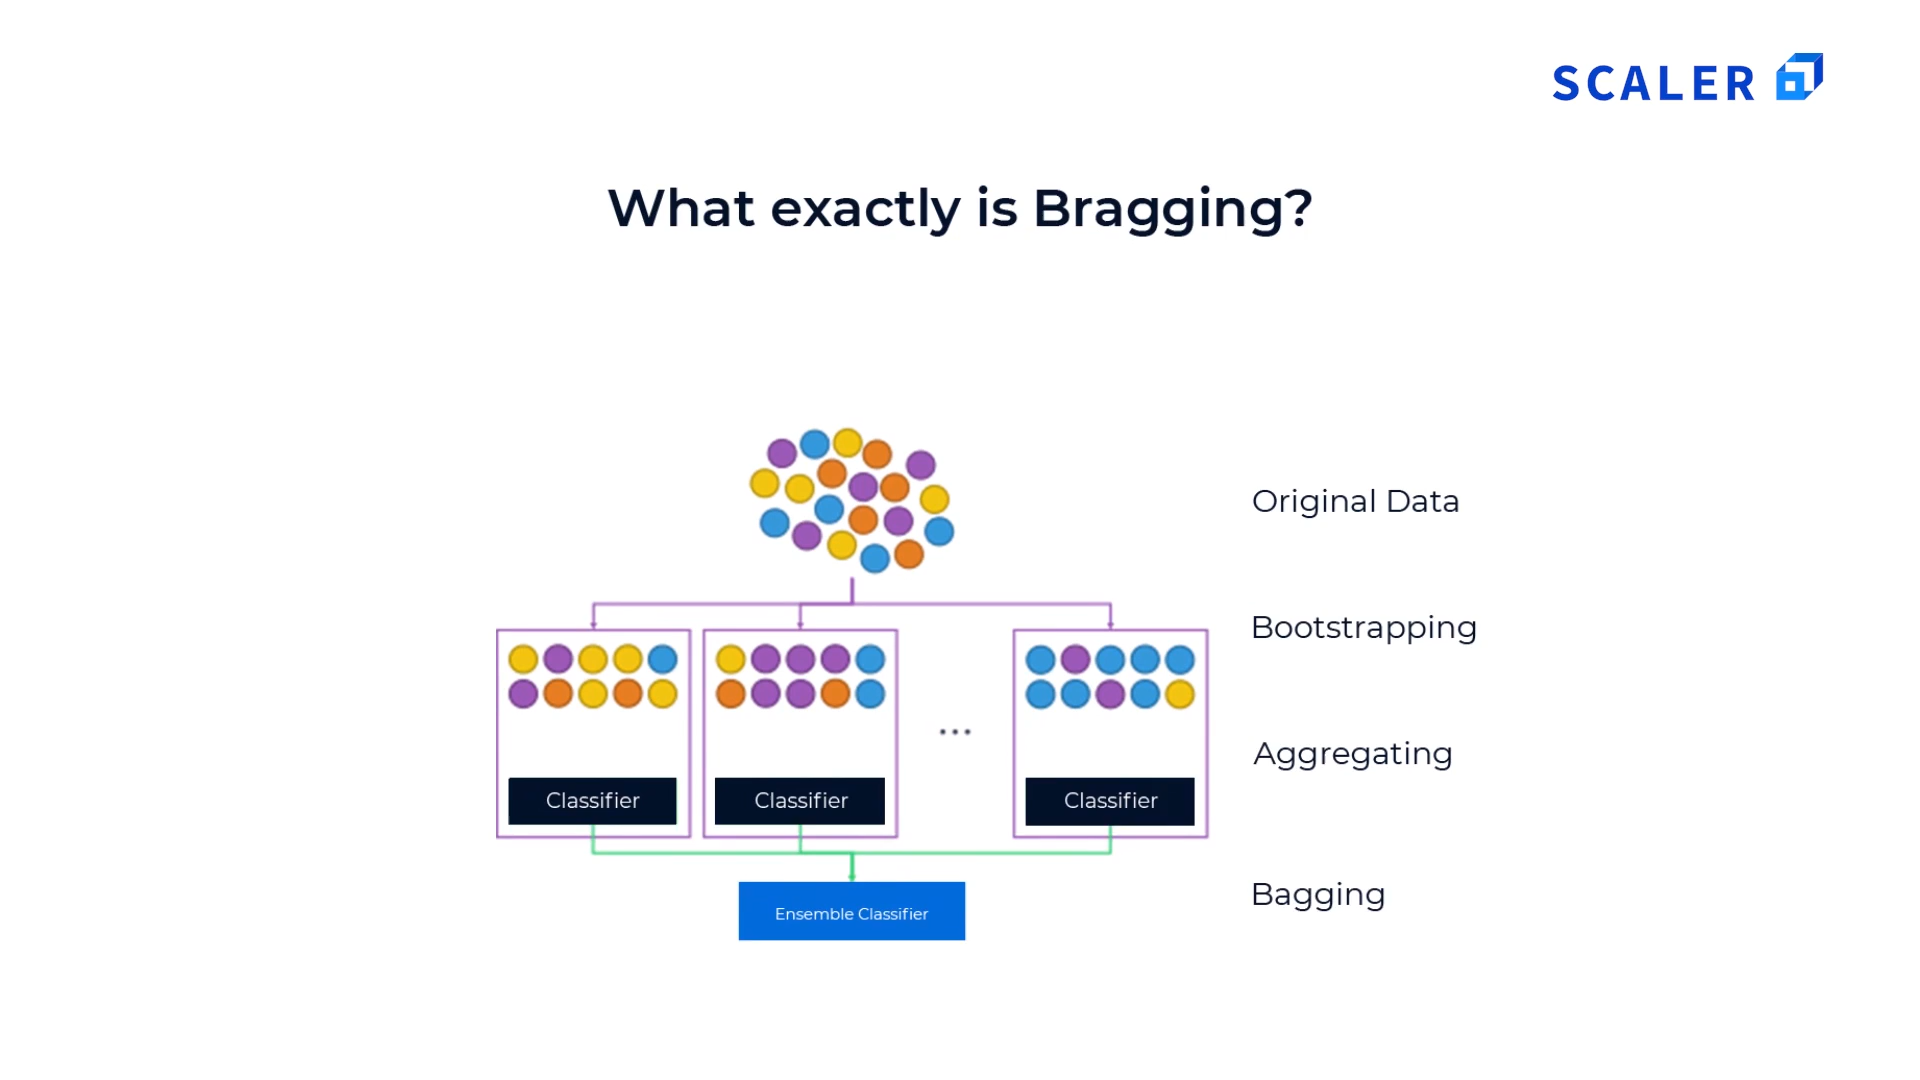 SCALER
What exactly is Bragging?
Original Data
Bootstrapping
...
Aggregating
Classifier
Classifier
Classifier
Bagging
Ensemble Classifier